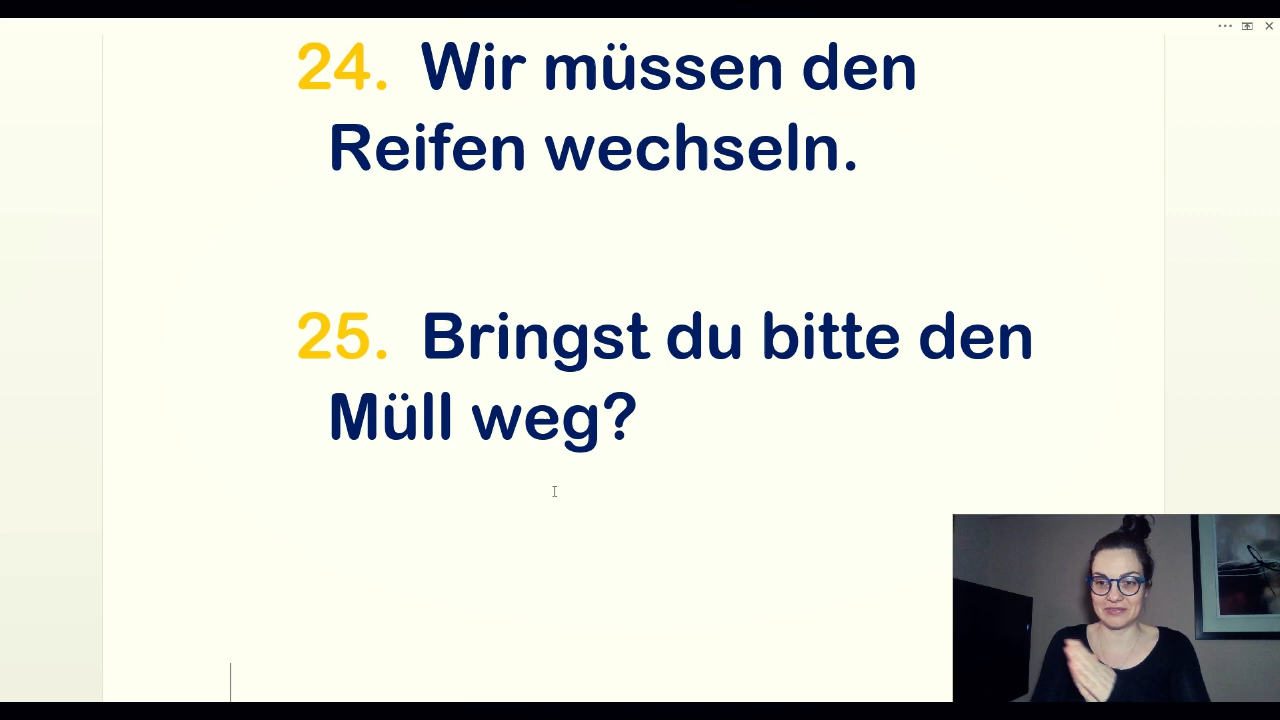 24. Wir müssen den
Reifen wechseln.
25. Bringst du bitte den
Müll weg?